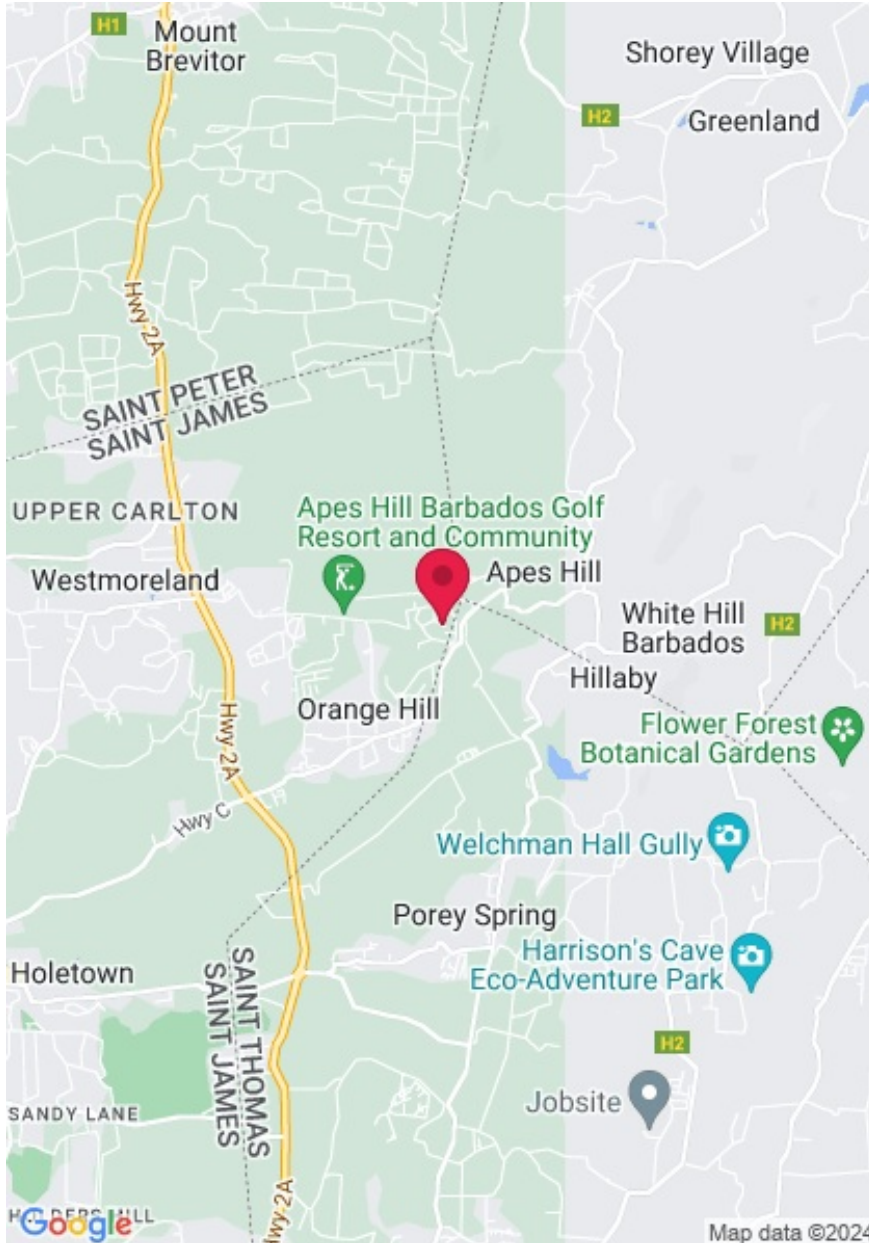 H1
Mount
Brevitor
Shorey Village
H2
Greenland
Hwy 2A
SAINT PETER
SAINT JAMES
UPPER CARLTON
Apes Hill Barbados Golf
Resort and Community
Westmoreland
Apes Hill
White Hill
Barbados
H2
Hillaby
Orange Hill
Flower Forest
Botanical Gardens
Hwy 2A
Hwy C
Welchman Hall Gully
Porey Spring
Harrison's Cave
Eco-Adventure Park
Holetown
SAINT THOMAS
SAINT JAMES
H2
Jobsite
SANDY LANE
Hwy 2A
Google
Map data ©2024